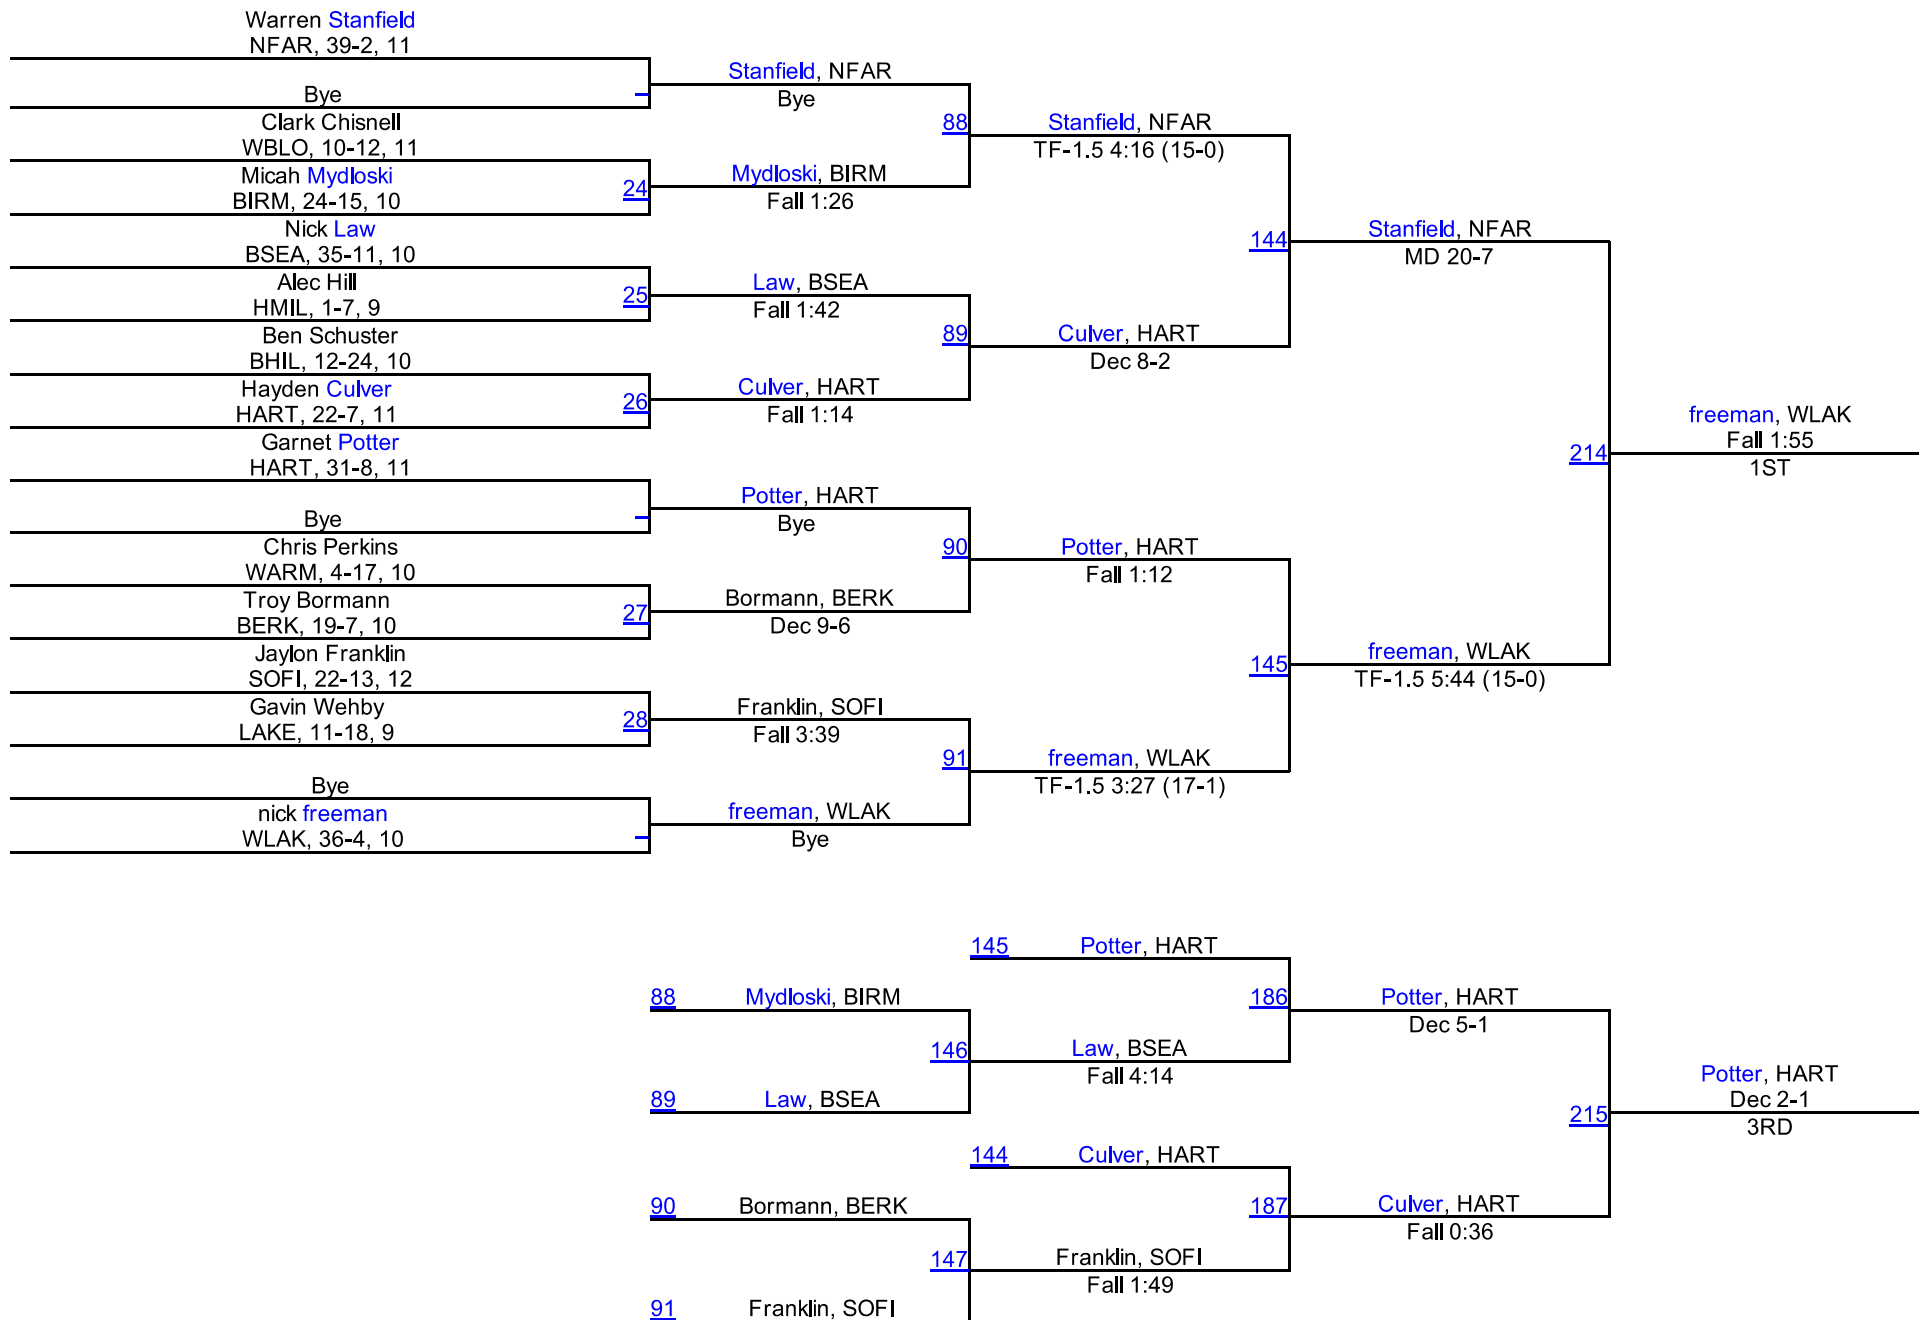 Warren Stanfield
NFAR, 39-2, 11
Bye
Clark Chisnell
WBLO, 10-12, 11
Micah Mydloski
BIRM, 24-15, 10
Nick Law
BSEA, 35-11, 10
Alec Hill
HMIL, 1-7, 9
Ben Schuster
BHIL, 12-24, 10
Hayden Culver
HART, 22-7, 11
Garnet Potter
HART, 31-8, 11
Bye
Chris Perkins
WARM, 4-17, 10
Troy Bormann
BERK, 19-7, 10
Jaylon Franklin
SOFI, 22-13, 12
Gavin Wehby
LAKE, 11-18, 9
Bye
nick freeman
WLAK, 36-4, 10
24
25
26
27
28
Stanfield, NFAR
Bye
Mydloski, BIRM
Fall 1:26
Law, BSEA
Fall 1:42
Culver, HART
Fall 1:14
Potter, HART
Bye
Bormann, BERK
Dec 9-6
Franklin, SOFI
Fall 3:39
freeman, WLAK
Bye
88
89
90
91
Stanfield, NFAR
TF-1.5 4:16 (15-0)
Culver, HART
Dec 8-2
Potter, HART
Fall 1:12
freeman, WLAK
TF-1.5 3:27 (17-1)
144
145
Stanfield, NFAR
MD 20-7
freeman, WLAK
TF-1.5 5:44 (15-0)
214
freeman, WLAK
Fall 1:55
1ST
88 Mydloski, BIRM
89 Law, BSEA
90 Bormann, BERK
91 Franklin, SOFI
146
147
145 Potter, HART
Law, BSEA
Fall 4:14
144 Culver, HART
Franklin, SOFI
Fall 1:49
186
187
Potter, HART
Dec 5-1
Culver, HART
Fall 0:36
215
Potter, HART
Dec 2-1
3RD